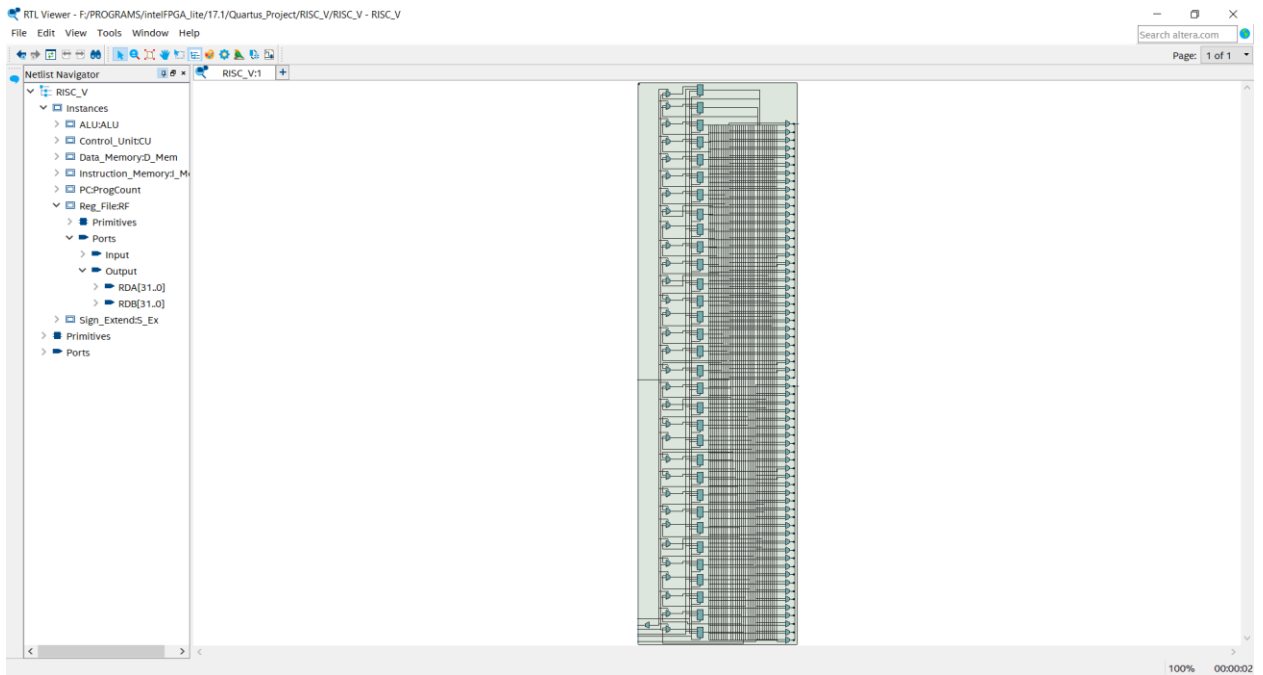 RTL Viewer - F:/PROGRAMS/intelFPGA_lite/17.1/Quartus_Project/RISC_V/RISC_V - RISC_V
File Edit View Tools Window Help
Search altera.com
Page: 1 of 1
Netlist Navigator
RISC_V:1
RISC_V
Instances
ALU:ALU
Control_Unit:CU
Data_Memory:D_Mem
Instruction_Memory:I_M
PC:ProgCount
Reg_File:RF
Primitives
Ports
Input
Output
RDA[31..0]
RDB[31..0]
Sign_Extend:S_Ex
Primitives
Ports
100% 00:00:02